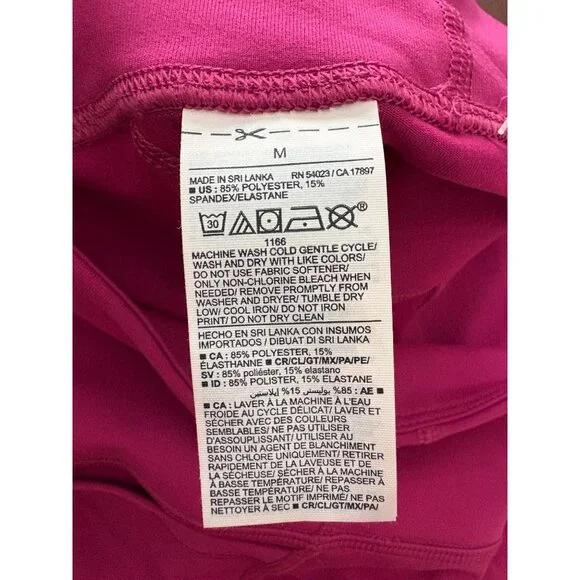 M
MADE IN SRI LANKA RN 54023 / CA 17897
■ US : 85% POLYESTER, 15%
SPANDEX/ELASTANE
30 ®
1166
MACHINE WASH COLD GENTLE CYCLE/
WASH AND DRY WITH LIKE COLORS/
DO NOT USE FABRIC SOFTENER/
ONLY NON-CHLORINE BLEACH WHEN
NEEDED/ REMOVE PROMPTLY FROM
WASHER AND DRYER/ TUMBLE DRY
LOW/ COOL IRON/ DO NOT IRON
PRINT/ DO NOT DRY CLEAN
HECHO EN SRI LANKA CON INSUMOS
IMPORTADOS / DIBUAT DI SRI LANKA
■ CA : 85% POLYESTER, 15%
ÉLASTHANNE ■ CR/CL/GT/MX/PA/PE/
SV : 85% poliéster, 15% elastano
■ ID : 85% POLISTER, 15% ELASTANE
■ AE : 85% بوليستر, 15% إيلاستين
■ CA : LAVER À LA MACHINE À L'EAU
FROIDE AU CYCLE DÉLICAT/ LAVER ET
SÉCHER AVEC DES COULEURS
SEMBLABLES/ NE PAS UTILISER
D'ASSOUPLISSANT/ UTILISER AU
BESOIN UN AGENT DE BLANCHIMENT
SANS CHLORE UNIQUEMENT/ RETIRER
RAPIDEMENT DE LA LAVEUSE ET DE
LA SÉCHEUSE/ SÉCHER À LA MACHINE
À BASSE TEMPÉRATURE/ REPASSER À
BASSE TEMPÉRATURE/ NE PAS
REPASSER LE MOTIF IMPRIMÉ/ NE PAS
NETTOYER À SEC ■ CR/CL/GT/MX/PA/